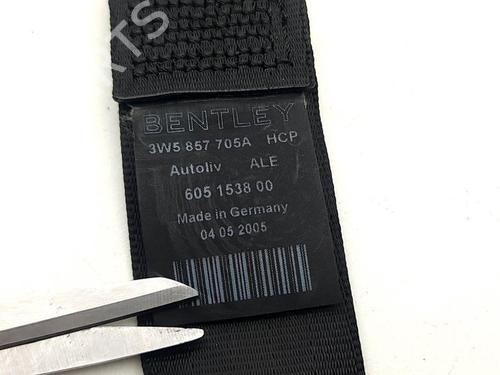 BENTLEY
3W5 857 705A HCP
Autoliv ALE
605 1538 00
Made in Germany
04 05 2005